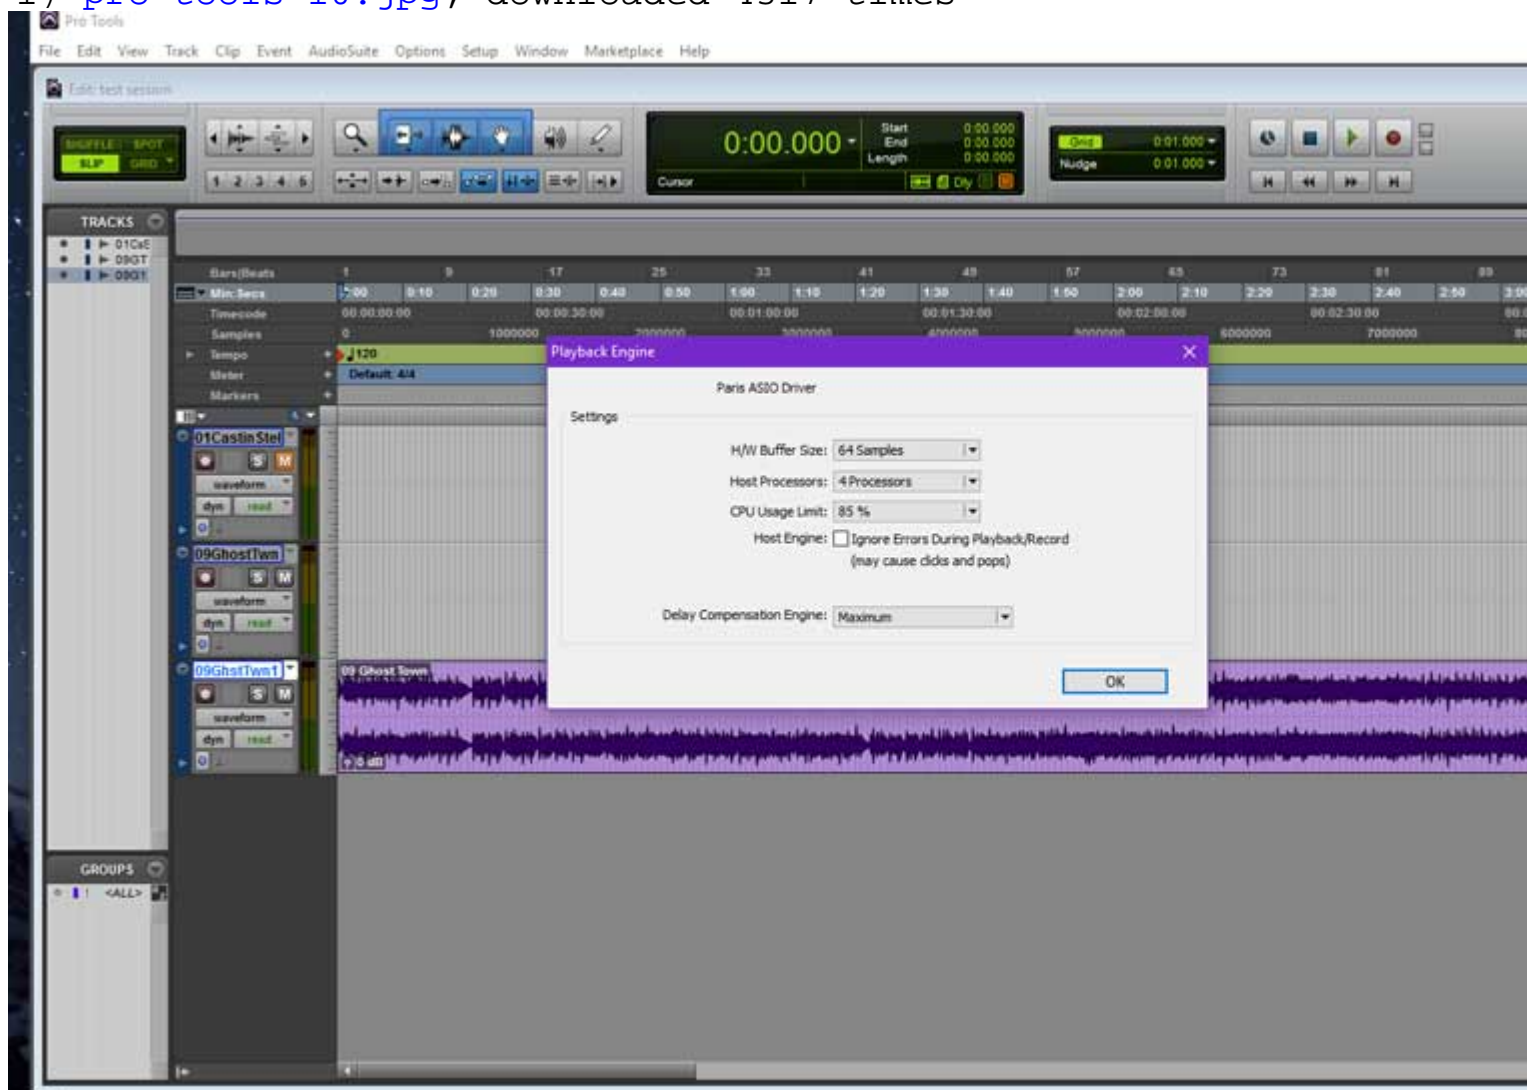 1) pro tools 10.jpg, downloaded 4317 times
Pro Tools
File Edit View Track Clip Event AudioSuite Options Setup Window Marketplace Help
Edit: test session
SHUFFLE SPOT
SLIP GRID
1 2 3 4 5
0:00.000
Start 0:00.000
End 0:00.000
Length 0:00.000
Cursor
Dly
Grid 0:01.000
Nudge 0:01.000
TRACKS
01CsS
09GT
09G1
Bars|Beats 1 9 17 25 33 41 49 57 65 73 81 89
Min:Secs 0:00 0:10 0:20 0:30 0:40 0:50 1:00 1:10 1:20 1:30 1:40 1:50 2:00 2:10 2:20 2:30 2:40 2:50 3:00
Timecode 00:00:00:00 00:00:30:00 00:01:00:00 00:01:30:00 00:02:00:00 00:02:30:00
Samples 0 1000000 2000000 3000000 4000000 5000000 6000000 7000000
Tempo 120
Meter Default: 4/4
Markers
Playback Engine
Paris ASIO Driver
Settings
H/W Buffer Size: 64 Samples
Host Processors: 4 Processors
CPU Usage Limit: 85 %
Host Engine: Ignore Errors During Playback/Record
(may cause clicks and pops)
Delay Compensation Engine: Maximum
OK
01CastinStel
S M
waveform
dyn read
09GhostTwn
S M
waveform
dyn read
09GhstTwn1
S M
waveform
dyn read
09 Ghost Town
0 dB
GROUPS
! <ALL>